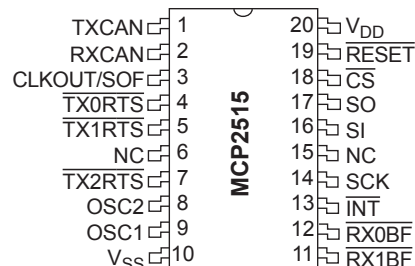 TXCAN 1
RXCAN 2
CLKOUT/SOF 3
TX0RTS 4
TX1RTS 5
NC 6
TX2RTS 7
OSC2 8
OSC1 9
VSS 10
MCP2515
20 VDD
19 RESET
18 CS
17 SO
16 SI
15 NC
14 SCK
13 INT
12 RX0BF
11 RX1BF